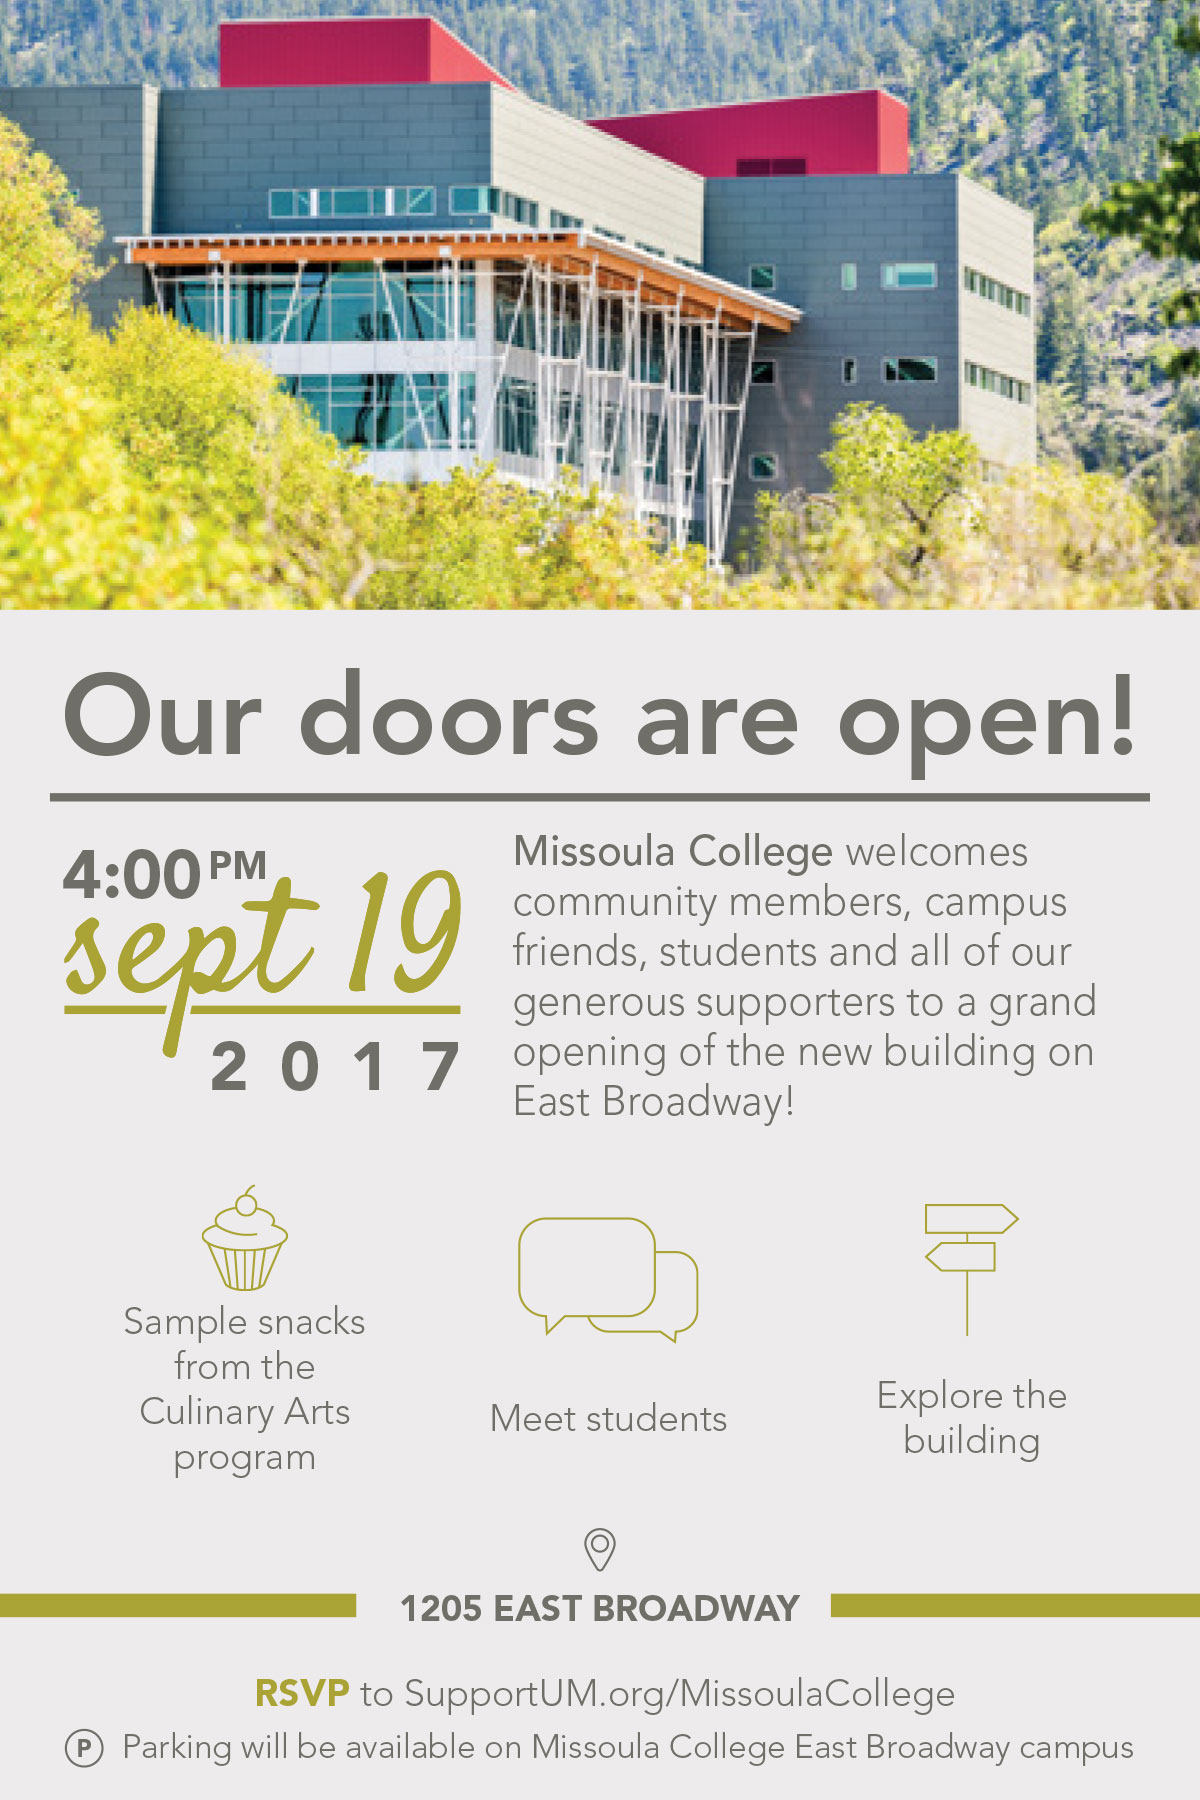 Our doors are open!
4:00 PM
sept 19
2017
Missoula College welcomes
community members, campus
friends, students and all of our
generous supporters to a grand
opening of the new building on
East Broadway!
Sample snacks
from the
Culinary Arts
program
Meet students
Explore the
building
1205 EAST BROADWAY
RSVP to SupportUM.org/MissoulaCollege
P Parking will be available on Missoula College East Broadway campus